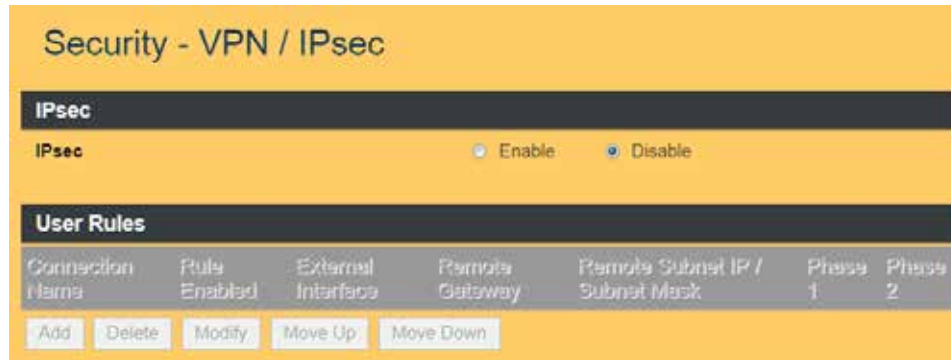 Security - VPN / IPsec
IPsec
IPsec Enable Disable
User Rules
Connection Name Rule Enabled External Interface Remote Gateway Remote Subnet IP / Subnet Mask Phase 1 Phase 2
Add Delete Modify Move Up Move Down